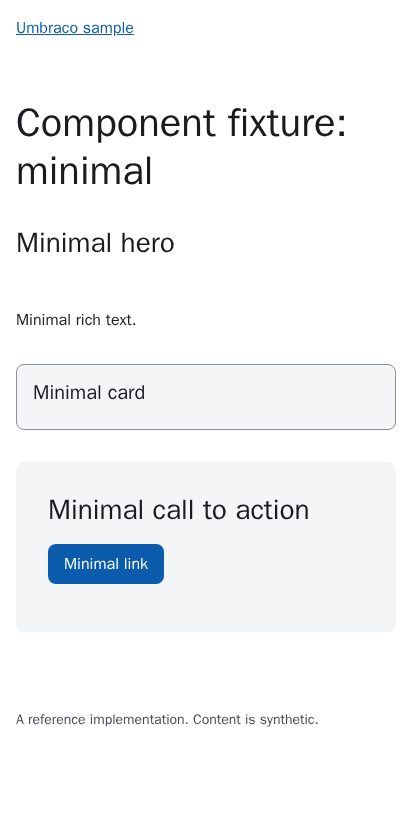 Umbraco sample
Component fixture:
minimal
Minimal hero
Minimal rich text.
Minimal card
Minimal call to action
Minimal link
A reference implementation. Content is synthetic.